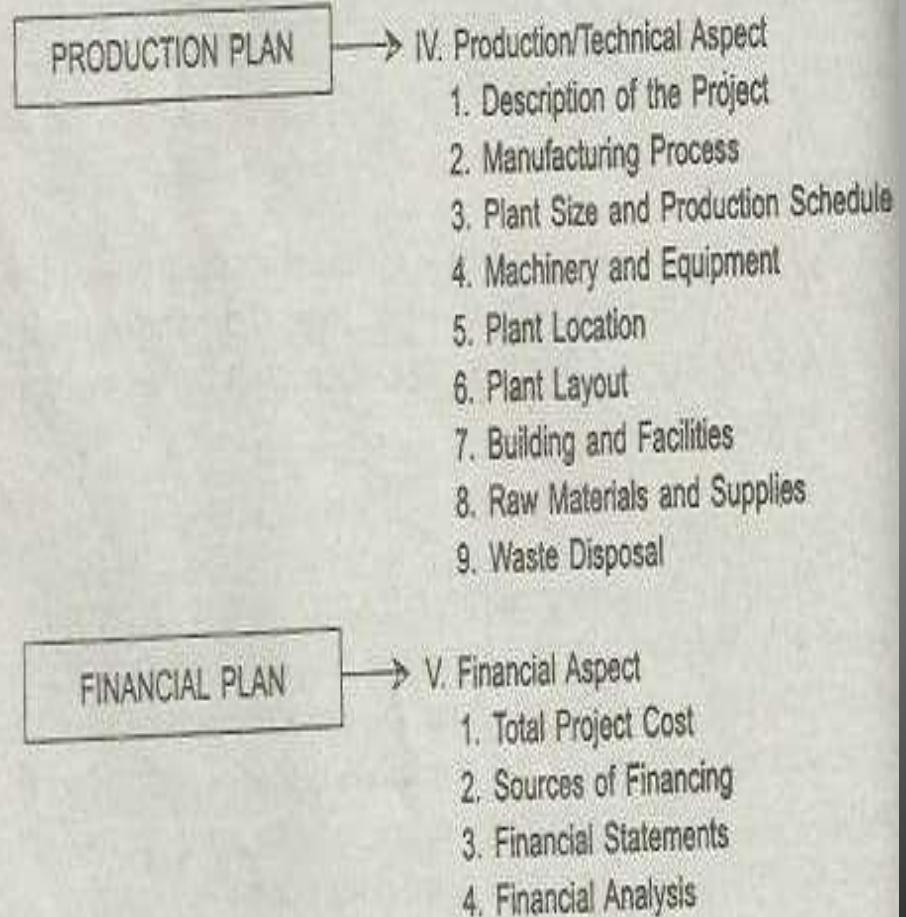 PRODUCTION PLAN
IV. Production/Technical Aspect
1. Description of the Project
2. Manufacturing Process
3. Plant Size and Production Schedule
4. Machinery and Equipment
5. Plant Location
6. Plant Layout
7. Building and Facilities
8. Raw Materials and Supplies
9. Waste Disposal
FINANCIAL PLAN
V. Financial Aspect
1. Total Project Cost
2. Sources of Financing
3. Financial Statements
4. Financial Analysis